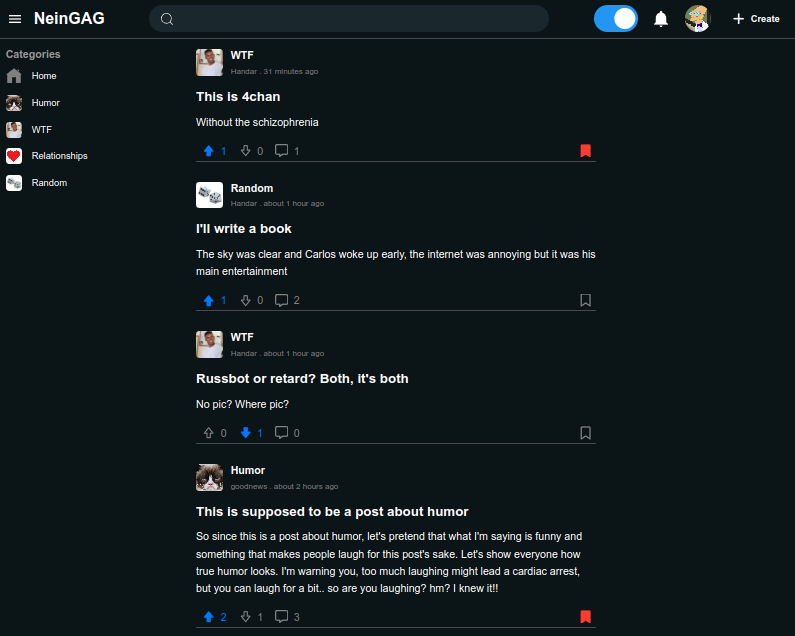 NeinGAG
Create
Categories
Home
Humor
WTF
Relationships
Random
WTF
Handar . 31 minutes ago
This is 4chan
Without the schizophrenia
1 0 1
Random
Handar . about 1 hour ago
I'll write a book
The sky was clear and Carlos woke up early, the internet was annoying but it was his
main entertainment
1 0 2
WTF
Handar . about 1 hour ago
Russbot or retard? Both, it's both
No pic? Where pic?
0 1 0
Humor
goodnews . about 2 hours ago
This is supposed to be a post about humor
So since this is a post about humor, let's pretend that what I'm saying is funny and
something that makes people laugh for this post's sake. Let's show everyone how
true humor looks. I'm warning you, too much laughing might lead a cardiac arrest,
but you can laugh for a bit.. so are you laughing? hm? I knew it!!
2 1 3